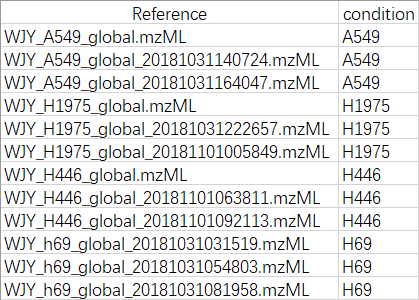 Reference condition
WJY_A549_global.mzML A549
WJY_A549_global_20181031140724.mzML A549
WJY_A549_global_20181031164047.mzML A549
WJY_H1975_global.mzML H1975
WJY_H1975_global_20181031222657.mzML H1975
WJY_H1975_global_20181101005849.mzML H1975
WJY_H446_global.mzML H446
WJY_H446_global_20181101063811.mzML H446
WJY_H446_global_20181101092113.mzML H446
WJY_h69_global_20181031031519.mzML H69
WJY_h69_global_20181031054803.mzML H69
WJY_h69_global_20181031081958.mzML H69